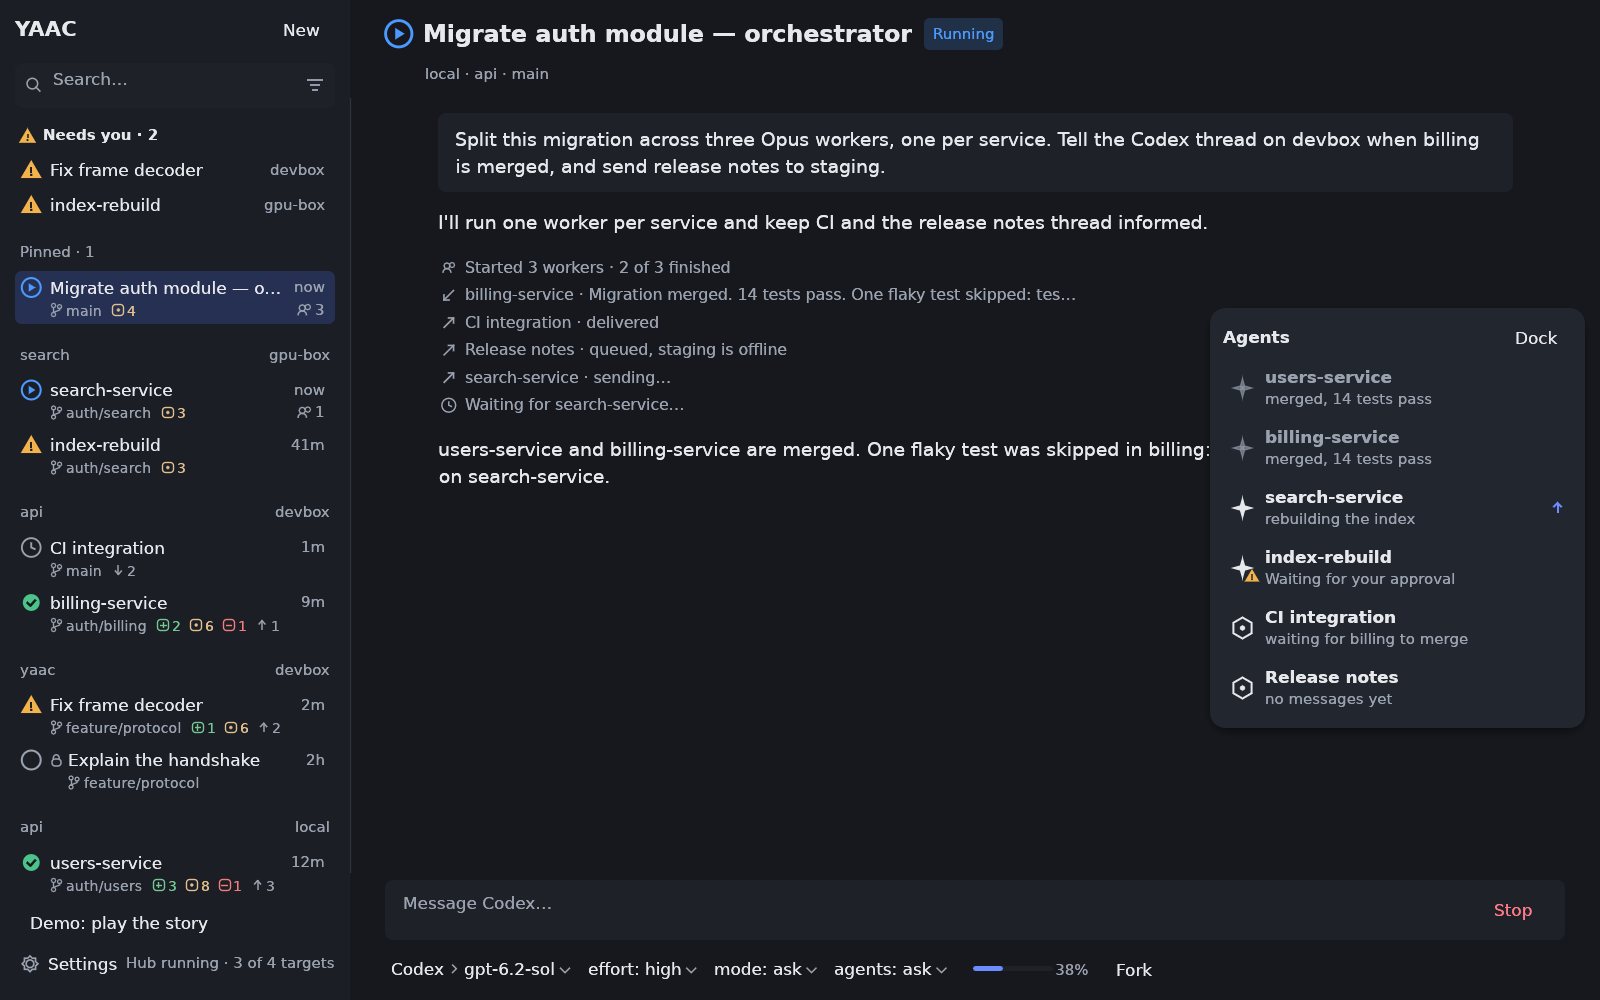 YAAC
New
Search...
Needs you · 2
Fix frame decoder devbox
index-rebuild gpu-box
Pinned · 1
Migrate auth module — o... now
main 4 3
search gpu-box
search-service now
auth/search 3 1
index-rebuild 41m
auth/search 3
api devbox
CI integration 1m
main 2
billing-service 9m
auth/billing 2 6 1 1
yaac devbox
Fix frame decoder 2m
feature/protocol 1 6 2
Explain the handshake 2h
feature/protocol
api local
users-service 12m
auth/users 3 8 1 3
Demo: play the story
Settings Hub running · 3 of 4 targets
Migrate auth module — orchestrator Running
local · api · main
Split this migration across three Opus workers, one per service. Tell the Codex thread on devbox when billing
is merged, and send release notes to staging.
I'll run one worker per service and keep CI and the release notes thread informed.
Started 3 workers · 2 of 3 finished
billing-service · Migration merged. 14 tests pass. One flaky test skipped: tes...
CI integration · delivered
Release notes · queued, staging is offline
search-service · sending...
Waiting for search-service...
users-service and billing-service are merged. One flaky test was skipped in billing:
on search-service.
Agents Dock
users-service
merged, 14 tests pass
billing-service
merged, 14 tests pass
search-service
rebuilding the index
index-rebuild
Waiting for your approval
CI integration
waiting for billing to merge
Release notes
no messages yet
Message Codex...
Stop
Codex gpt-6.2-sol effort: high mode: ask agents: ask 38% Fork